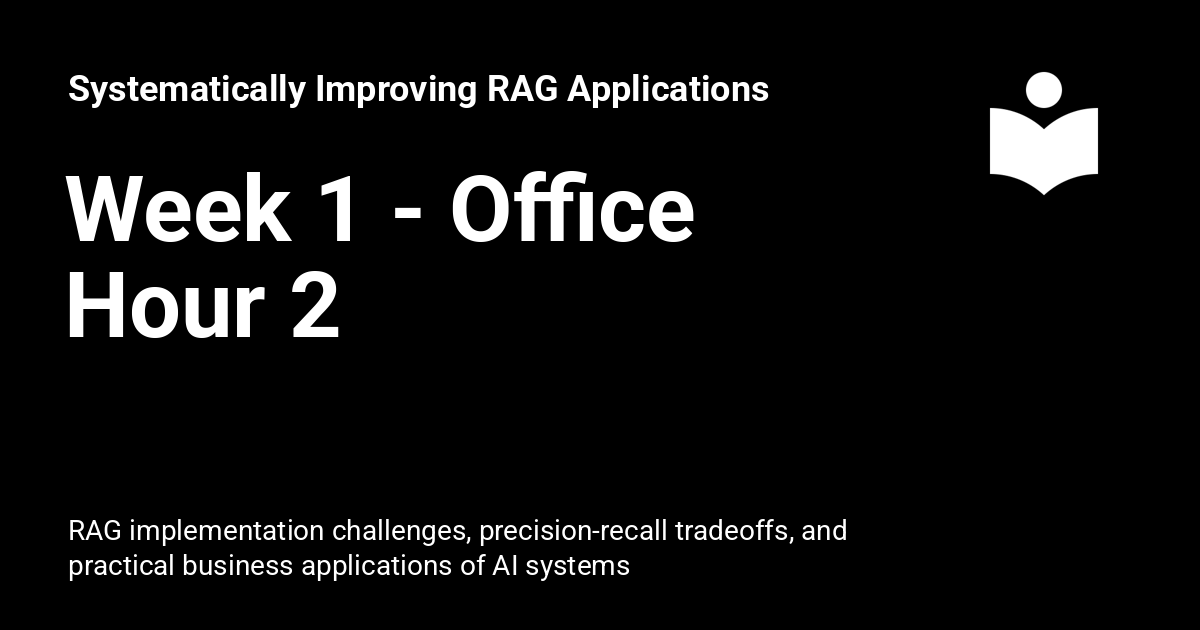 Systematically Improving RAG Applications
Week 1 - Office
Hour 2
RAG implementation challenges, precision-recall tradeoffs, and
practical business applications of AI systems